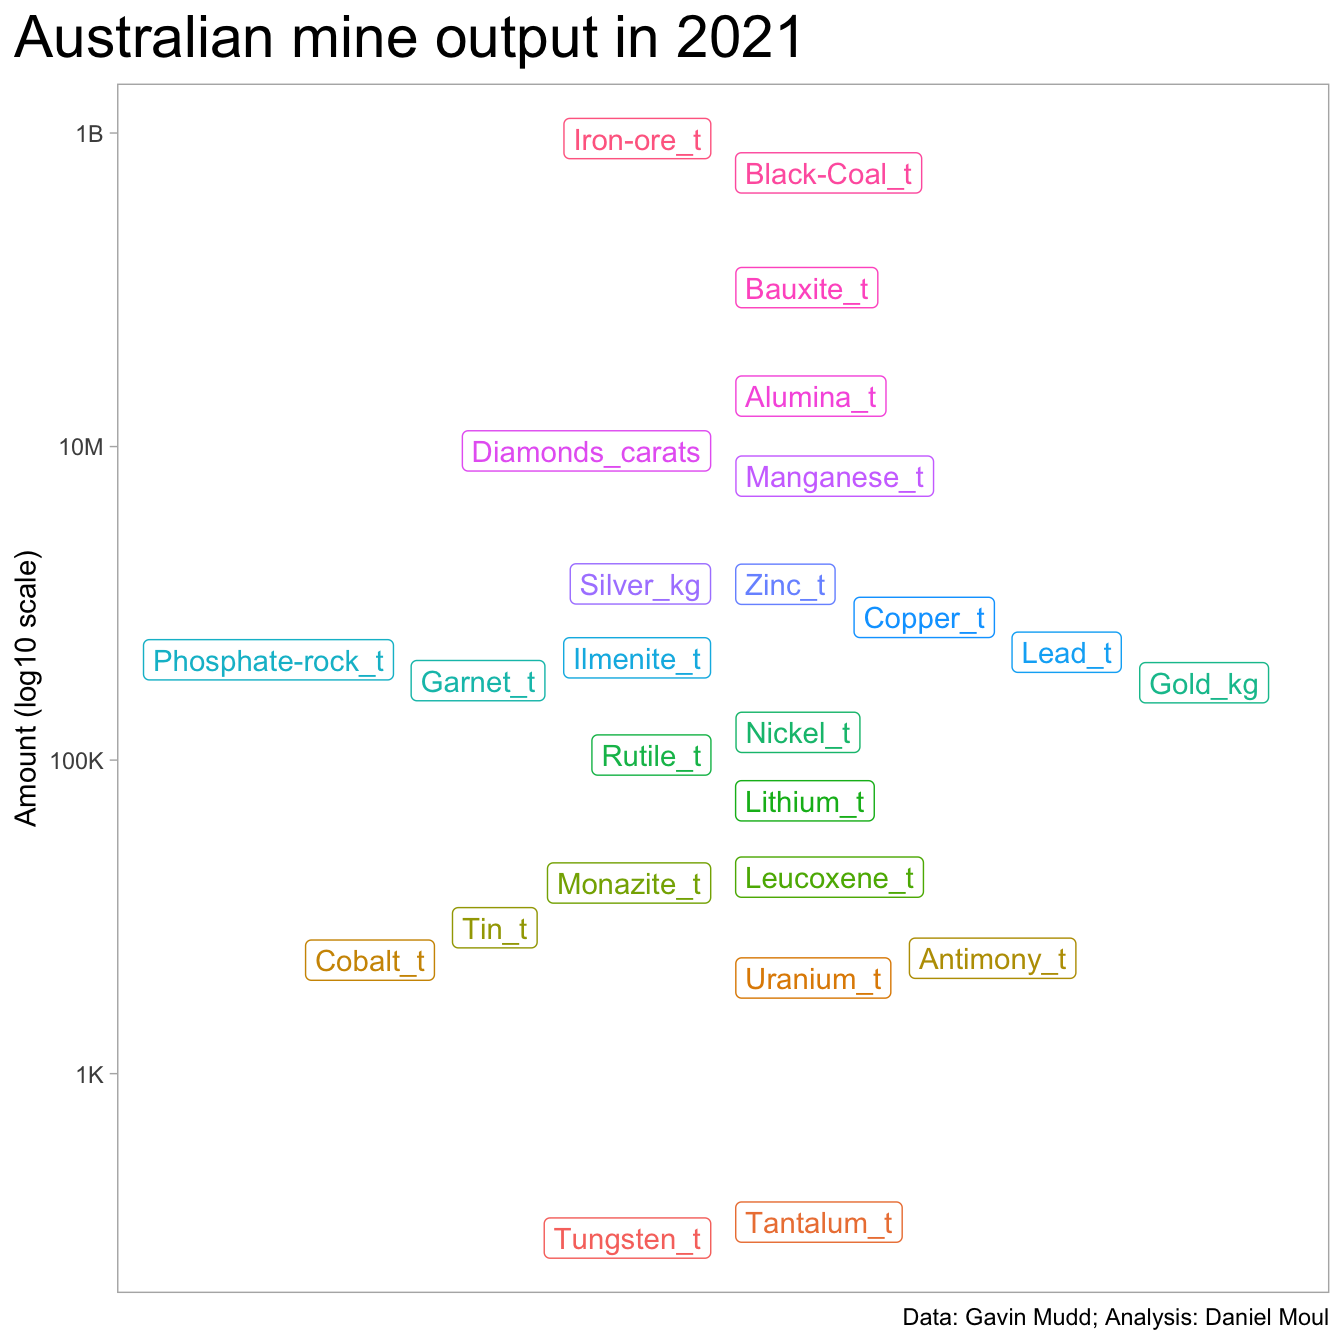 Australian mine output in 2021
Amount (log10 scale)
1B
10M
100K
1K
Iron-ore_t
Black-Coal_t
Bauxite_t
Alumina_t
Diamonds_carats
Manganese_t
Silver_kg
Zinc_t
Copper_t
Lead_t
Ilmenite_t
Phosphate-rock_t
Garnet_t
Gold_kg
Nickel_t
Rutile_t
Lithium_t
Leucoxene_t
Monazite_t
Tin_t
Antimony_t
Cobalt_t
Uranium_t
Tantalum_t
Tungsten_t
Data: Gavin Mudd; Analysis: Daniel Moul